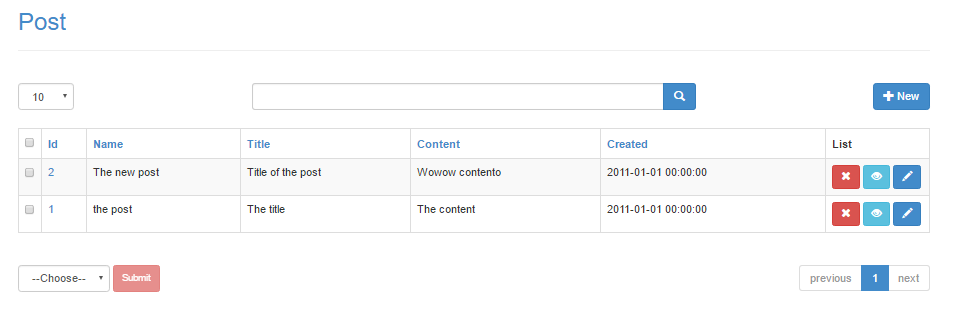 Post
10
New
Id Name Title Content Created List
2 The new post Title of the post Wowow contento 2011-01-01 00:00:00
1 the post The title The content 2011-01-01 00:00:00
--Choose-- Submit previous 1 next